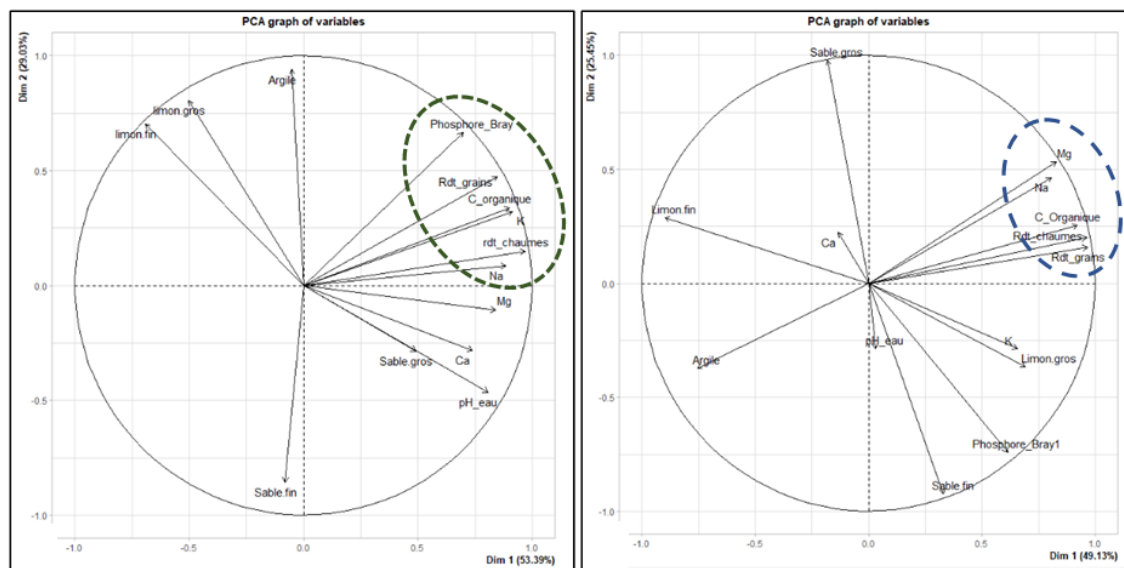 PCA graph of variables
Dim 2 (29.03%)
1.0
0.5
0.0
-0.5
-1.0
Argile
limon.gros
limon.fin
Phosphore_Bray
Rdt_grains
C_organique
K
rdt_chaumes
Na
Mg
Sable.gros
Ca
pH_eau
Sable.fin
-1.0 -0.5 0.0 0.5 1.0
Dim 1 (53.39%)
PCA graph of variables
Dim 2 (25.45%)
1.0
0.5
0.0
-0.5
-1.0
Sable.gros
Mg
Na
Limon.fin
C_Organique
Rdt_chaumes
Ca
Rdt_grains
pH_eau
K
Argile
Limon.gros
Phosphore_Bray1
Sable.fin
-1.0 -0.5 0.0 0.5 1.0
Dim 1 (49.13%)